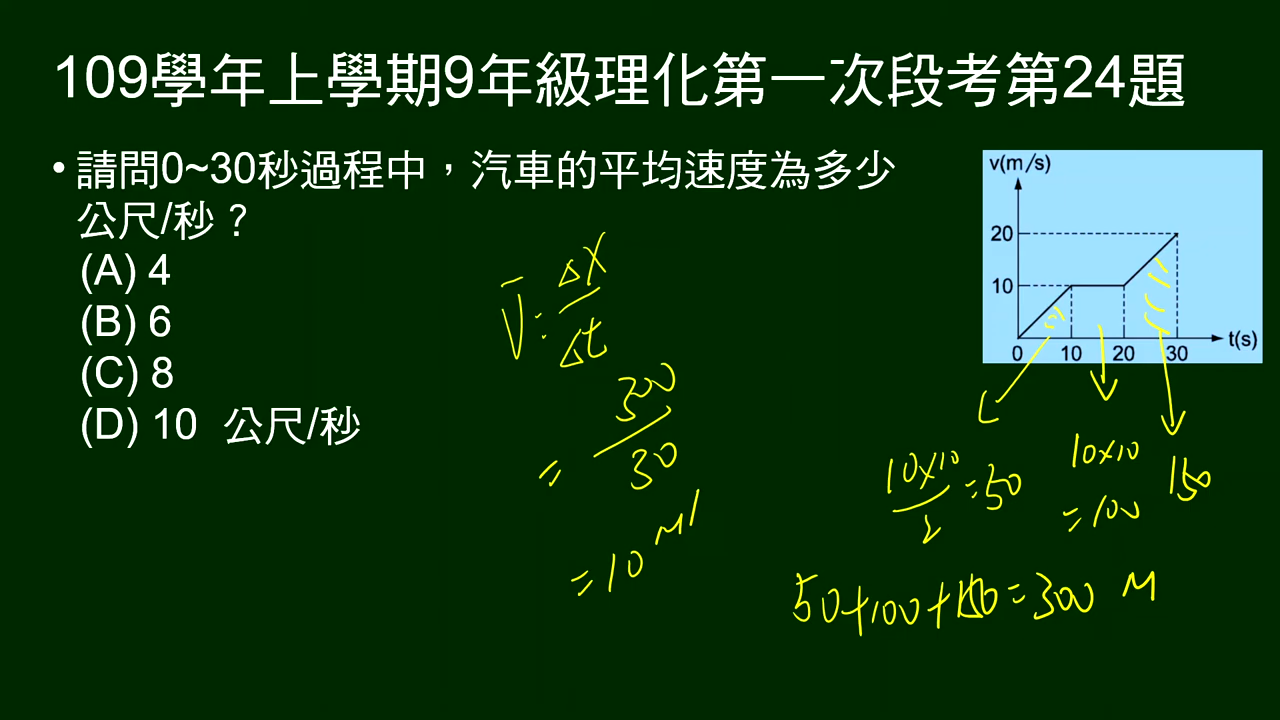 109學年上學期9年級理化第一次段考第24題
• 請問0~30秒過程中，汽車的平均速度為多少
公尺/秒？
(A) 4
(B) 6
(C) 8
(D) 10 公尺/秒
v(m/s)
20
10
0 10 20 30 t(s)
V̄ = Δx/Δt
= 300/30
= 10 M/
10×10/2 = 50
10×10
= 100
150
50+100+150=300 M